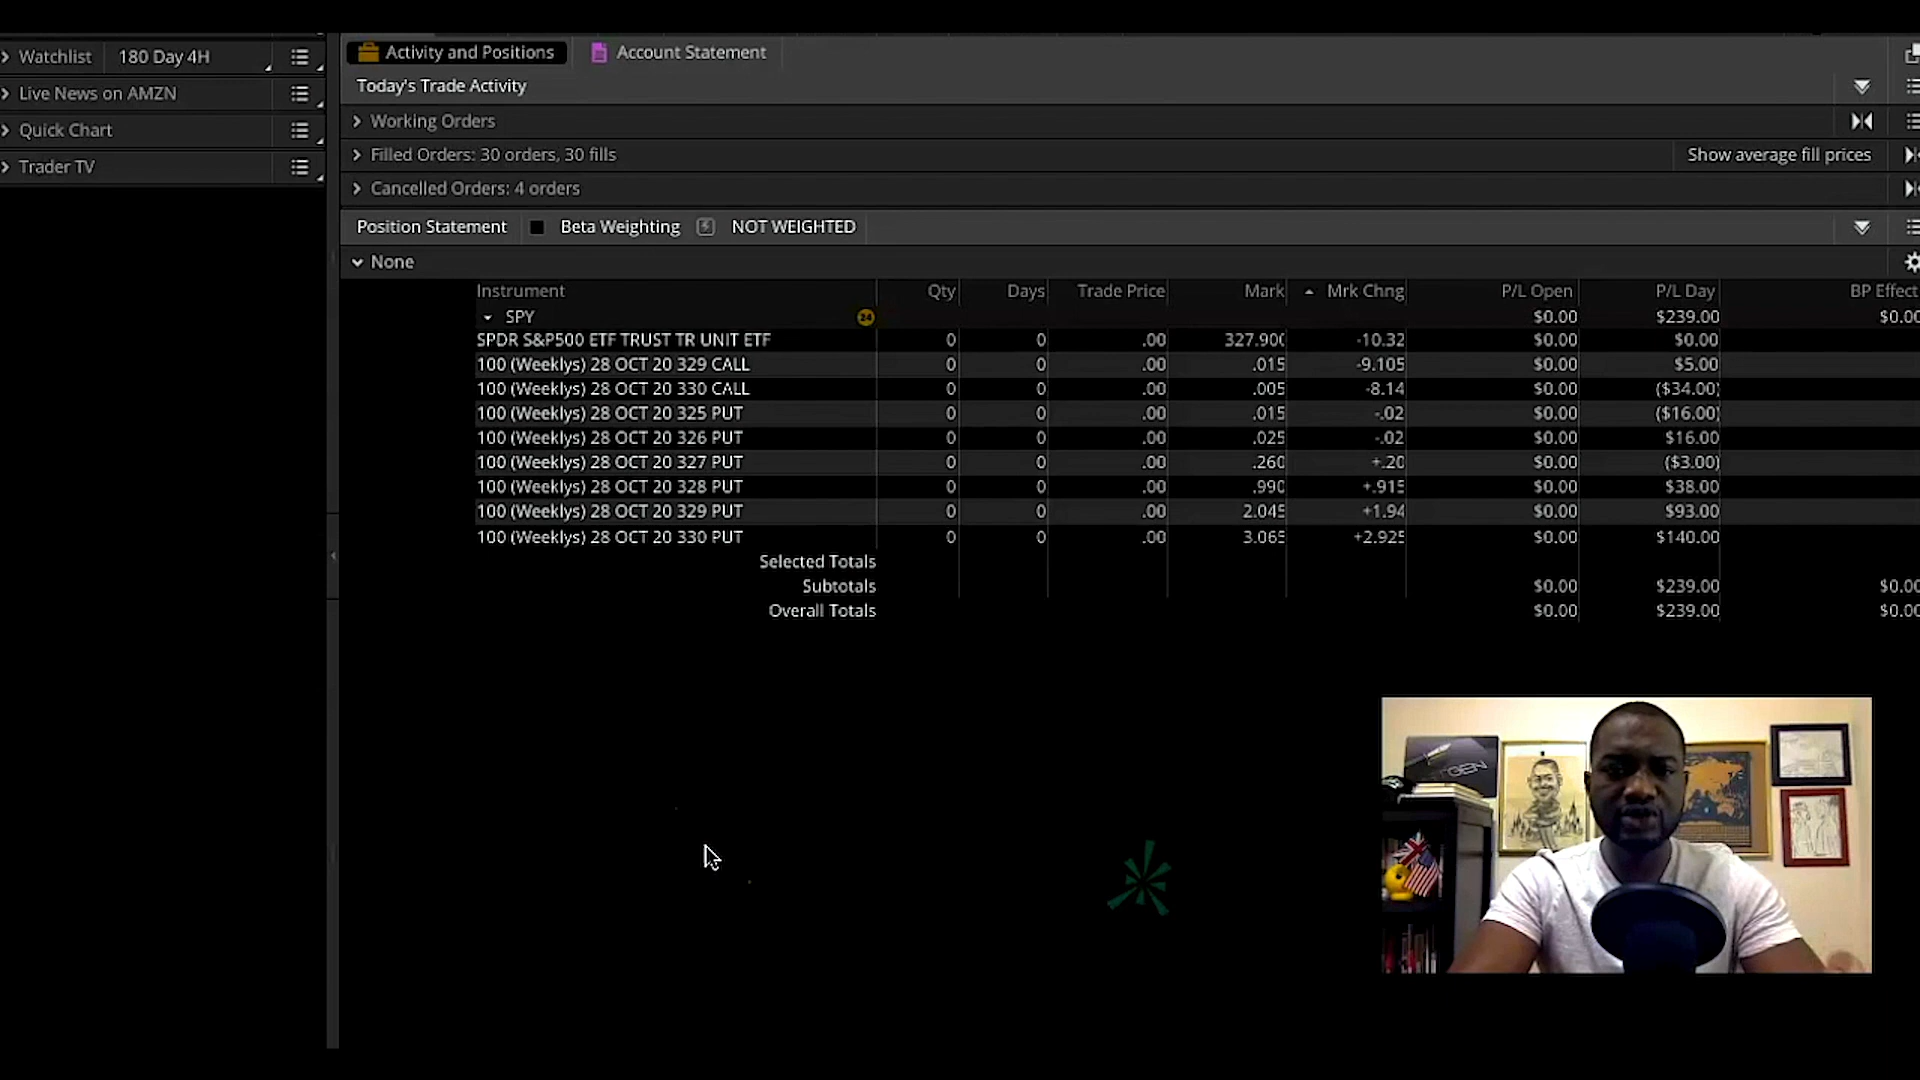 Watchlist 180 Day 4H
Live News on AMZN
Quick Chart
Trader TV
Activity and Positions Account Statement
Today's Trade Activity
Working Orders
Filled Orders: 30 orders, 30 fills Show average fill prices
Cancelled Orders: 4 orders
Position Statement Beta Weighting NOT WEIGHTED
None
Instrument Qty Days Trade Price Mark Mrk Chng P/L Open P/L Day BP Effect
SPY 24 $0.00 $239.00 $0.00
SPDR S&P500 ETF TRUST TR UNIT ETF 0 0 .00 327.900 -10.32 $0.00 $0.00
100 (Weeklys) 28 OCT 20 329 CALL 0 0 .00 .015 -9.105 $0.00 $5.00
100 (Weeklys) 28 OCT 20 330 CALL 0 0 .00 .005 -8.14 $0.00 ($34.00)
100 (Weeklys) 28 OCT 20 325 PUT 0 0 .00 .015 -.02 $0.00 ($16.00)
100 (Weeklys) 28 OCT 20 326 PUT 0 0 .00 .025 -.02 $0.00 $16.00
100 (Weeklys) 28 OCT 20 327 PUT 0 0 .00 .260 +.20 $0.00 ($3.00)
100 (Weeklys) 28 OCT 20 328 PUT 0 0 .00 .990 +.915 $0.00 $38.00
100 (Weeklys) 28 OCT 20 329 PUT 0 0 .00 2.045 +1.94 $0.00 $93.00
100 (Weeklys) 28 OCT 20 330 PUT 0 0 .00 3.065 +2.925 $0.00 $140.00
Selected Totals
Subtotals $0.00 $239.00 $0.00
Overall Totals $0.00 $239.00 $0.00